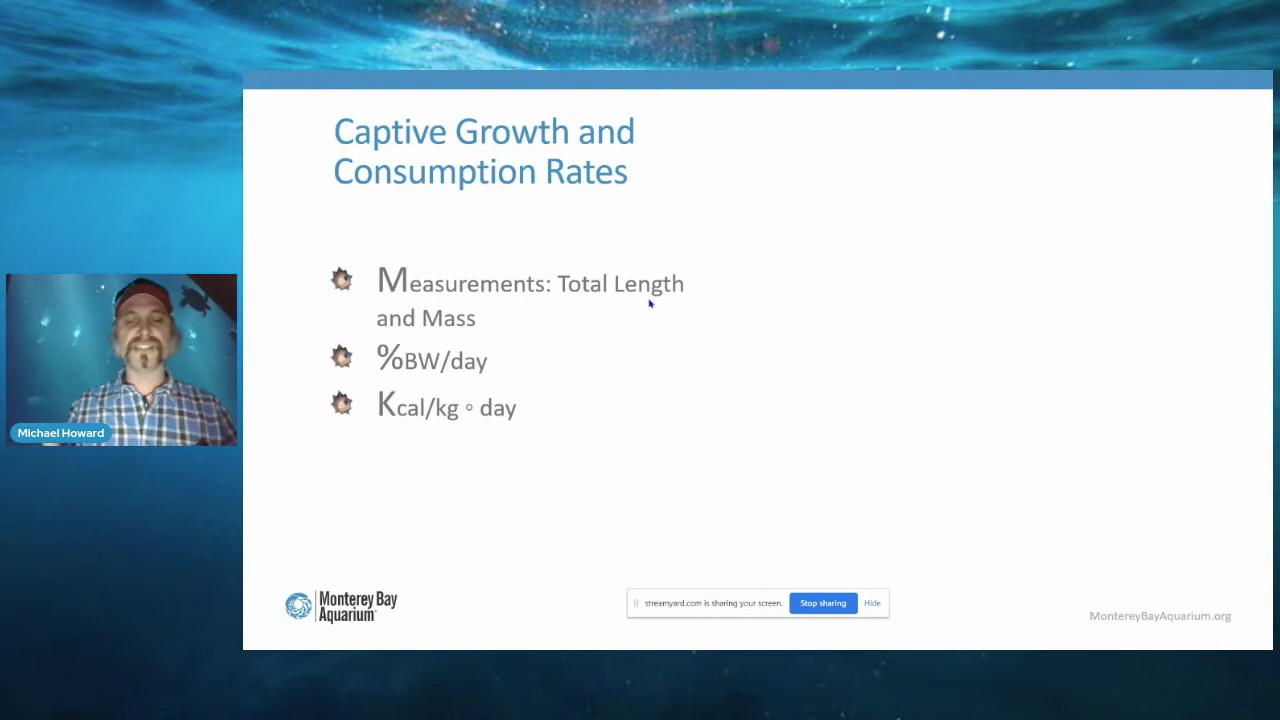 Captive Growth and
Consumption Rates
Measurements: Total Length
and Mass
%BW/day
Kcal/kg ◦ day
Michael Howard
Monterey Bay
Aquarium
streamyard.com is sharing your screen.
Stop sharing
Hide
MontereyBayAquarium.org